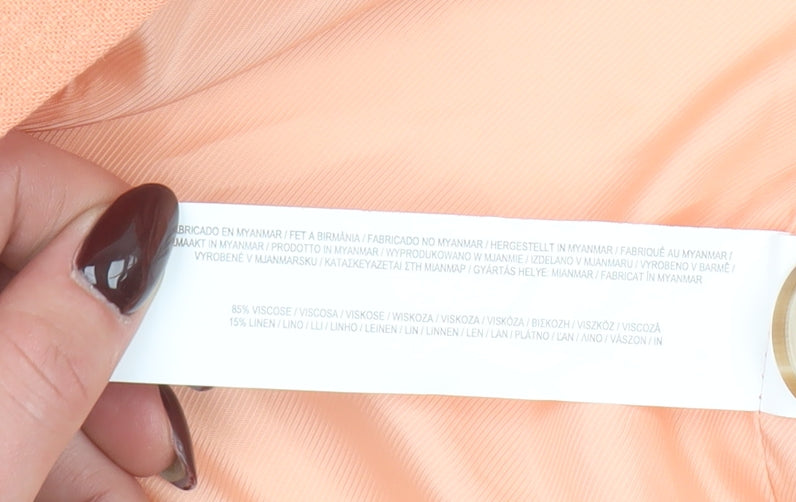 FABRICADO EN MYANMAR / FET A BIRMÂNIA / FABRICADO NO MYANMAR / HERGESTELLT IN MYANMAR / FABRIQUÉ AU MYANMAR /
GEMAAKT IN MYANMAR / PRODOTTO IN MYANMAR / WYPRODUKOWANO W MJANMIE / IZDELANO V MJANMARU / VYROBENO V BARMĚ /
VYROBENÉ V MJANMARSKU / ΚΑΤΑΣΚΕΥΑΖΕΤΑΙ ΣΤΗ ΜΙΑΝΜΑΡ / GYÁRTÁS HELYE: MIANMAR / FABRICAT ÎN MYANMAR
85% VISCOSE / VISCOSA / VISKOSE / WISKOZA / VISKOZA / VISKÓZA / ΒΙΣΚΟΖΗ / VISZKÓZ / VISCOZĂ
15% LINEN / LINO / LLI / LINHO / LEINEN / LIN / LINNEN / LEN / LAN / PLÁTNO / ĽAN / ΛΙΝΟ / VÁSZON / IN